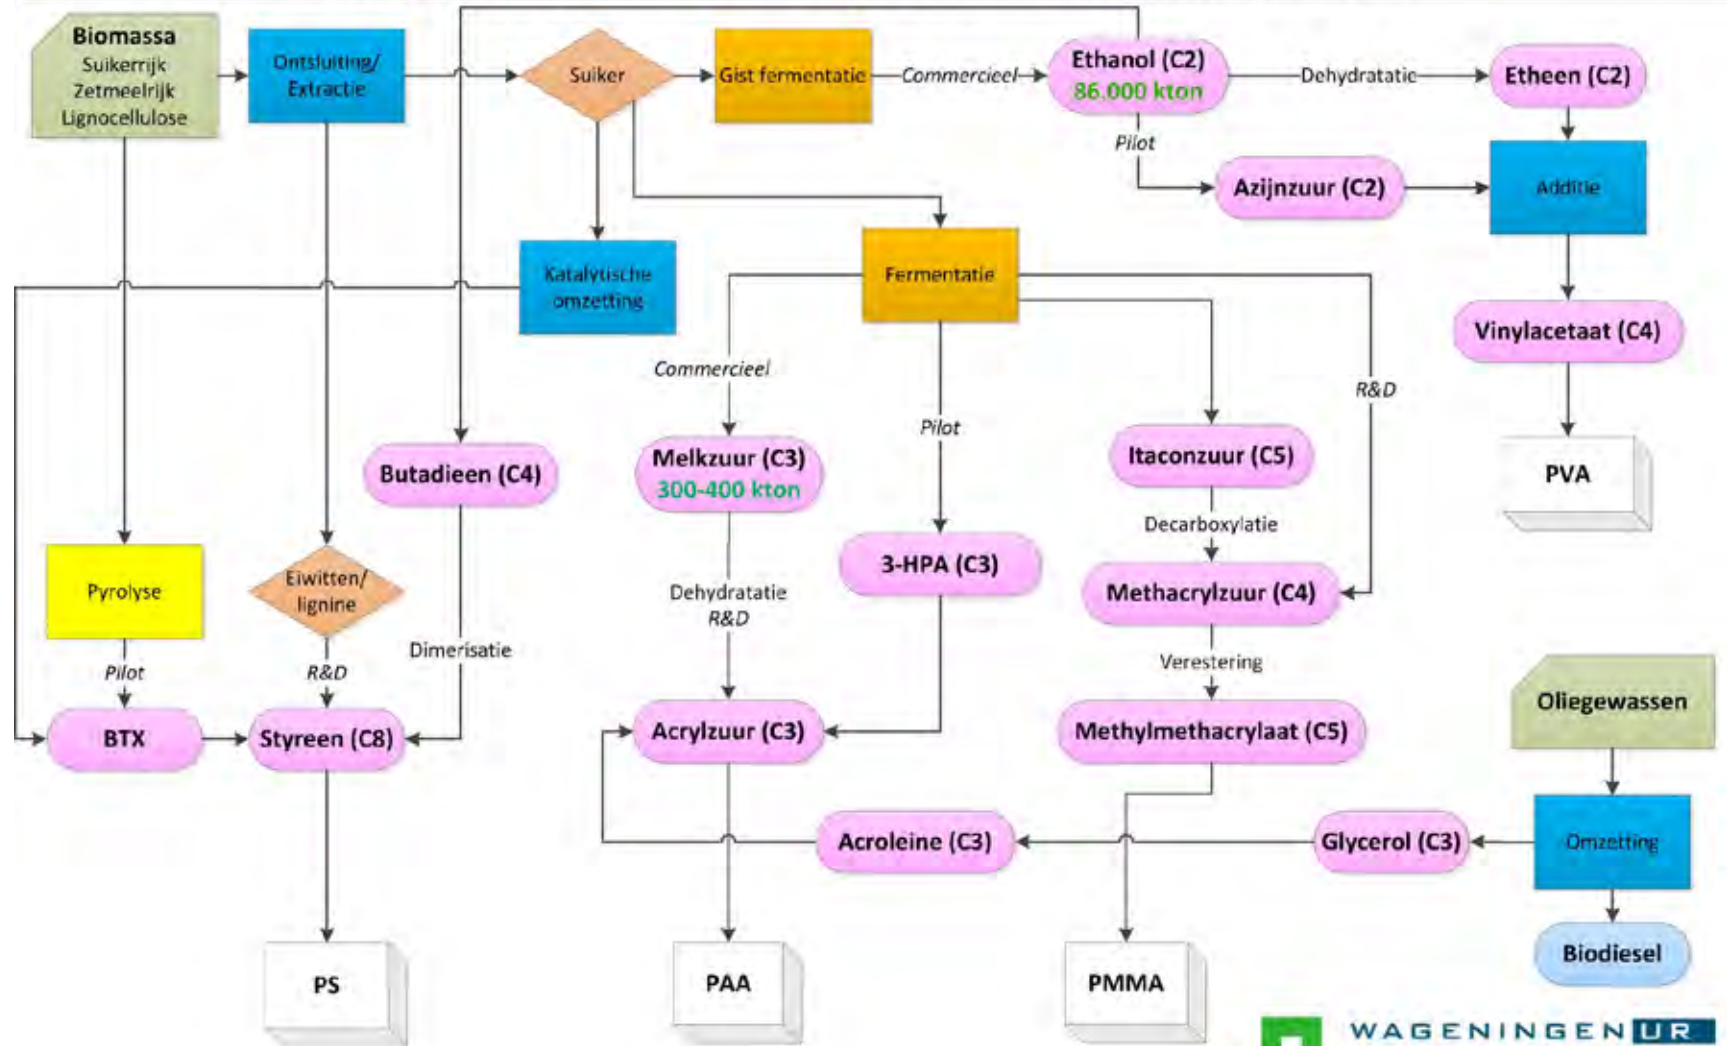 Biomassa
Suikerrijk
Zetmeelrijk
Lignocellulose
Ontsluiting/
Extractie
Suiker
Gist fermentatie
Commercieel
Ethanol (C2)
86.000 kton
Dehydratatie
Etheen (C2)
Pilot
Azijnzuur (C2)
Additie
Katalytische
omzetting
Fermentatie
Vinylacetaat (C4)
Commercieel
R&D
Pilot
Butadieen (C4)
Melkzuur (C3)
300-400 kton
Itaconzuur (C5)
PVA
Decarboxylatie
Pyrolyse
Eiwitten/
lignine
3-HPA (C3)
Methacrylzuur (C4)
Dehydratatie
R&D
Dimerisatie
Pilot
R&D
Verestering
Oliegewassen
BTX
Styreen (C8)
Acrylzuur (C3)
Methylmethacrylaat (C5)
Acroleine (C3)
Glycerol (C3)
Omzetting
Biodiesel
PS
PAA
PMMA
WAGENINGEN UR